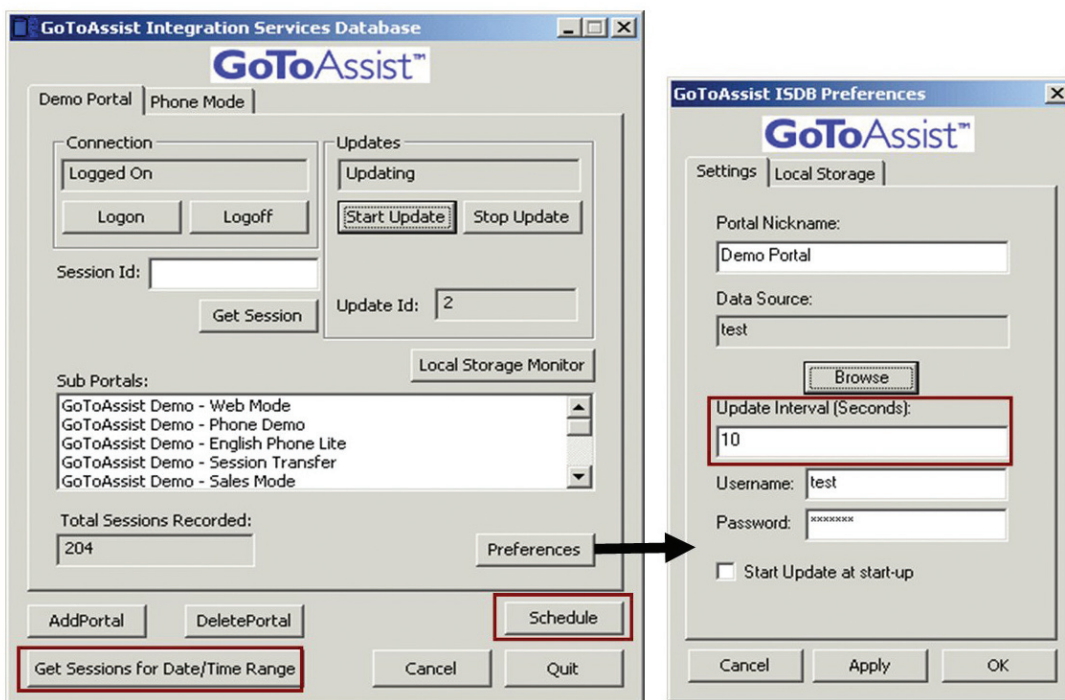 GoToAssist Integration Services Database
GoToAssist™
Demo Portal Phone Mode
Connection
Logged On
Logon Logoff
Updates
Updating
Start Update Stop Update
Session Id:
Get Session
Update Id: 2
Local Storage Monitor
Sub Portals:
GoToAssist Demo - Web Mode
GoToAssist Demo - Phone Demo
GoToAssist Demo - English Phone Lite
GoToAssist Demo - Session Transfer
GoToAssist Demo - Sales Mode
Total Sessions Recorded:
204
Preferences
AddPortal DeletePortal Schedule
Get Sessions for Date/Time Range Cancel Quit
GoToAssist ISDB Preferences
GoToAssist™
Settings Local Storage
Portal Nickname:
Demo Portal
Data Source:
test
Browse
Update Interval (Seconds):
10
Username: test
Password: xxxxxxx
Start Update at start-up
Cancel Apply OK